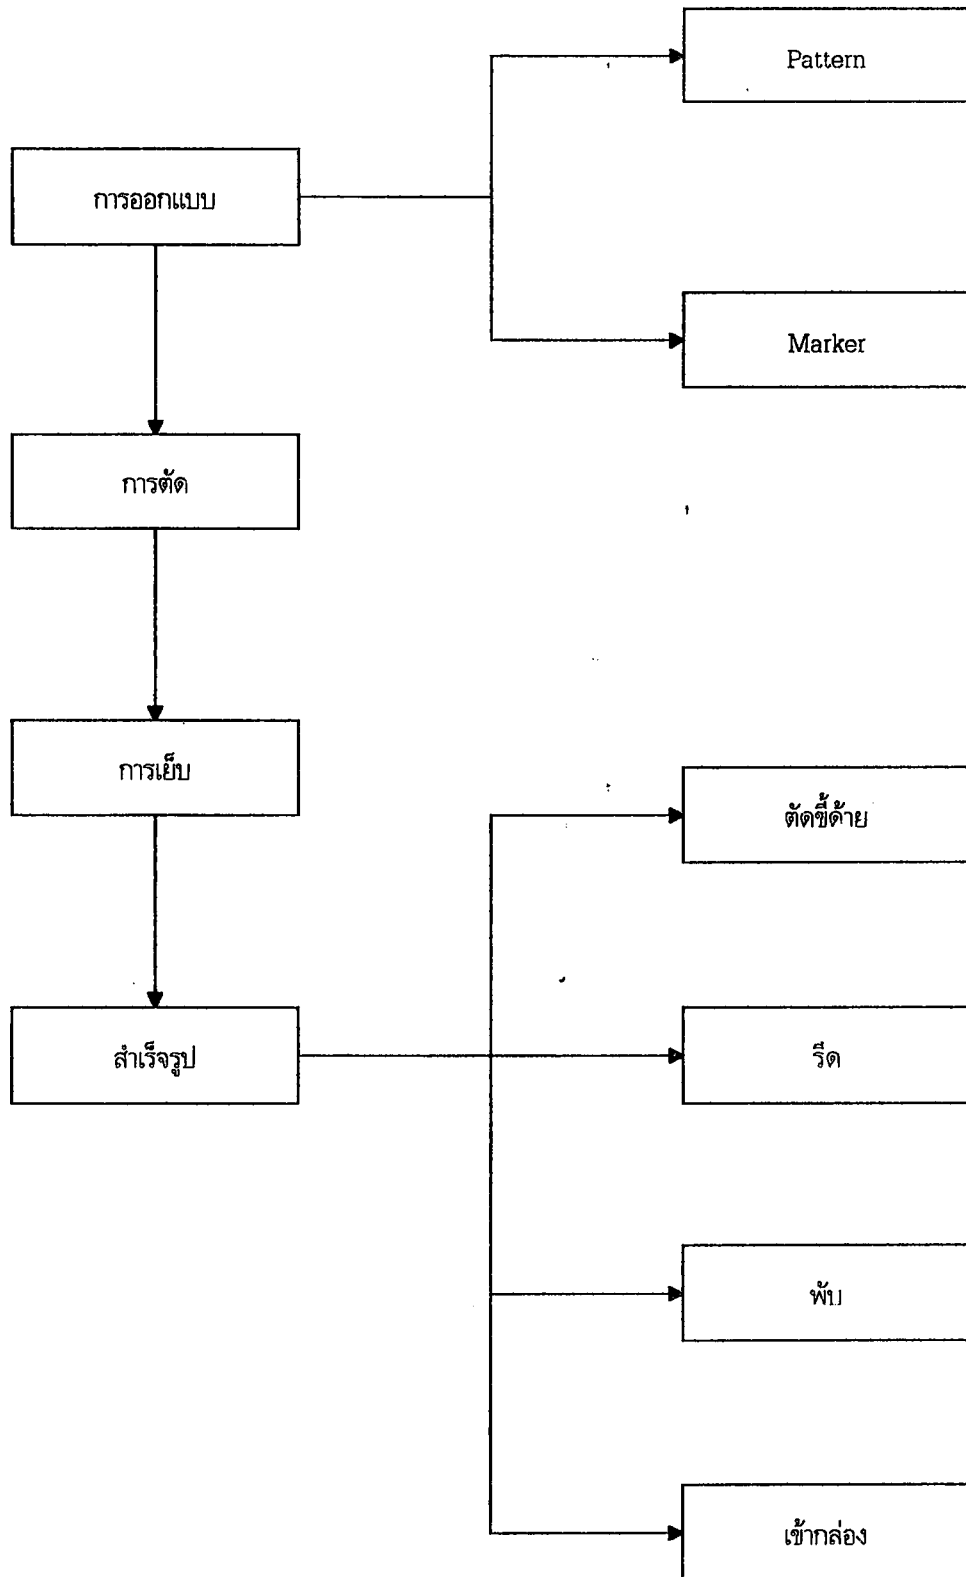 Pattern
การออกแบบ
Marker
การตัด
การเย็บ
ตัดขี้ด้าย
สำเร็จรูป
รีด
พับ
เข้ากล่อง